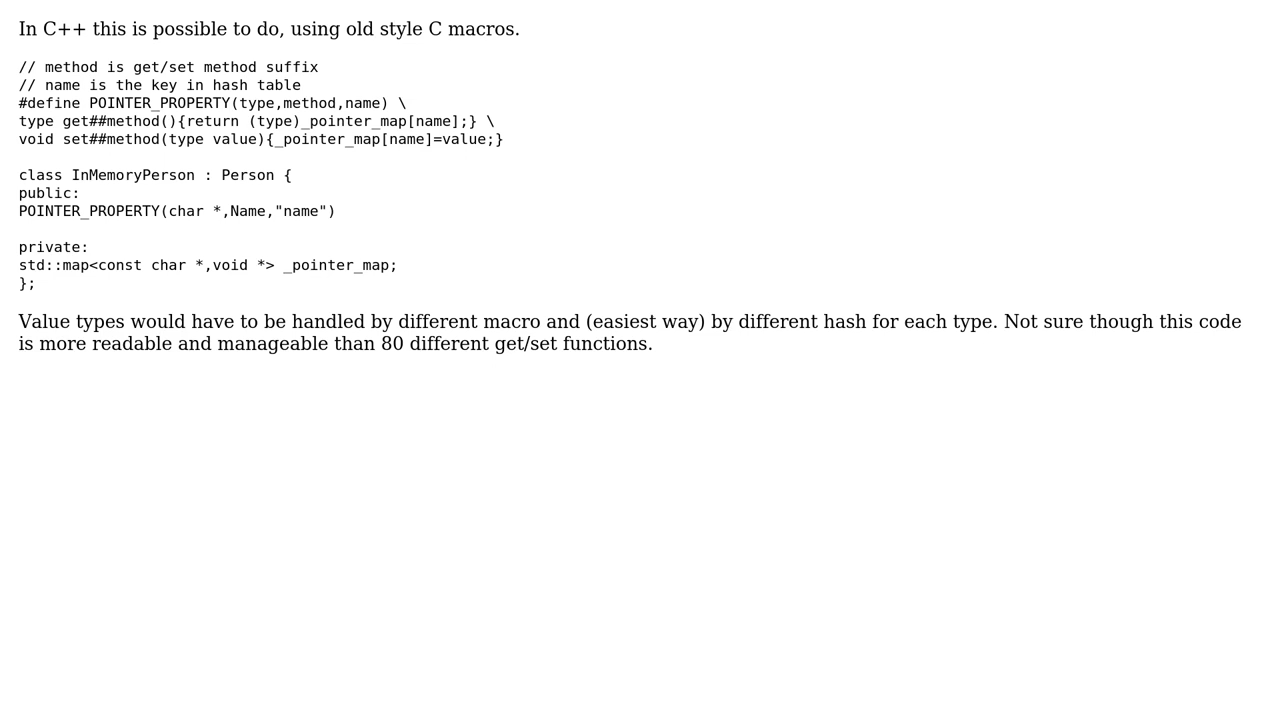 In C++ this is possible to do, using old style C macros.
// method is get/set method suffix
// name is the key in hash table
#define POINTER_PROPERTY(type,method,name) \
type get##method(){return (type)_pointer_map[name];} \
void set##method(type value){_pointer_map[name]=value;}
class InMemoryPerson : Person {
public:
POINTER_PROPERTY(char *,Name,"name")
private:
std::map<const char *,void *> _pointer_map;
};
Value types would have to be handled by different macro and (easiest way) by different hash for each type. Not sure though this code
is more readable and manageable than 80 different get/set functions.